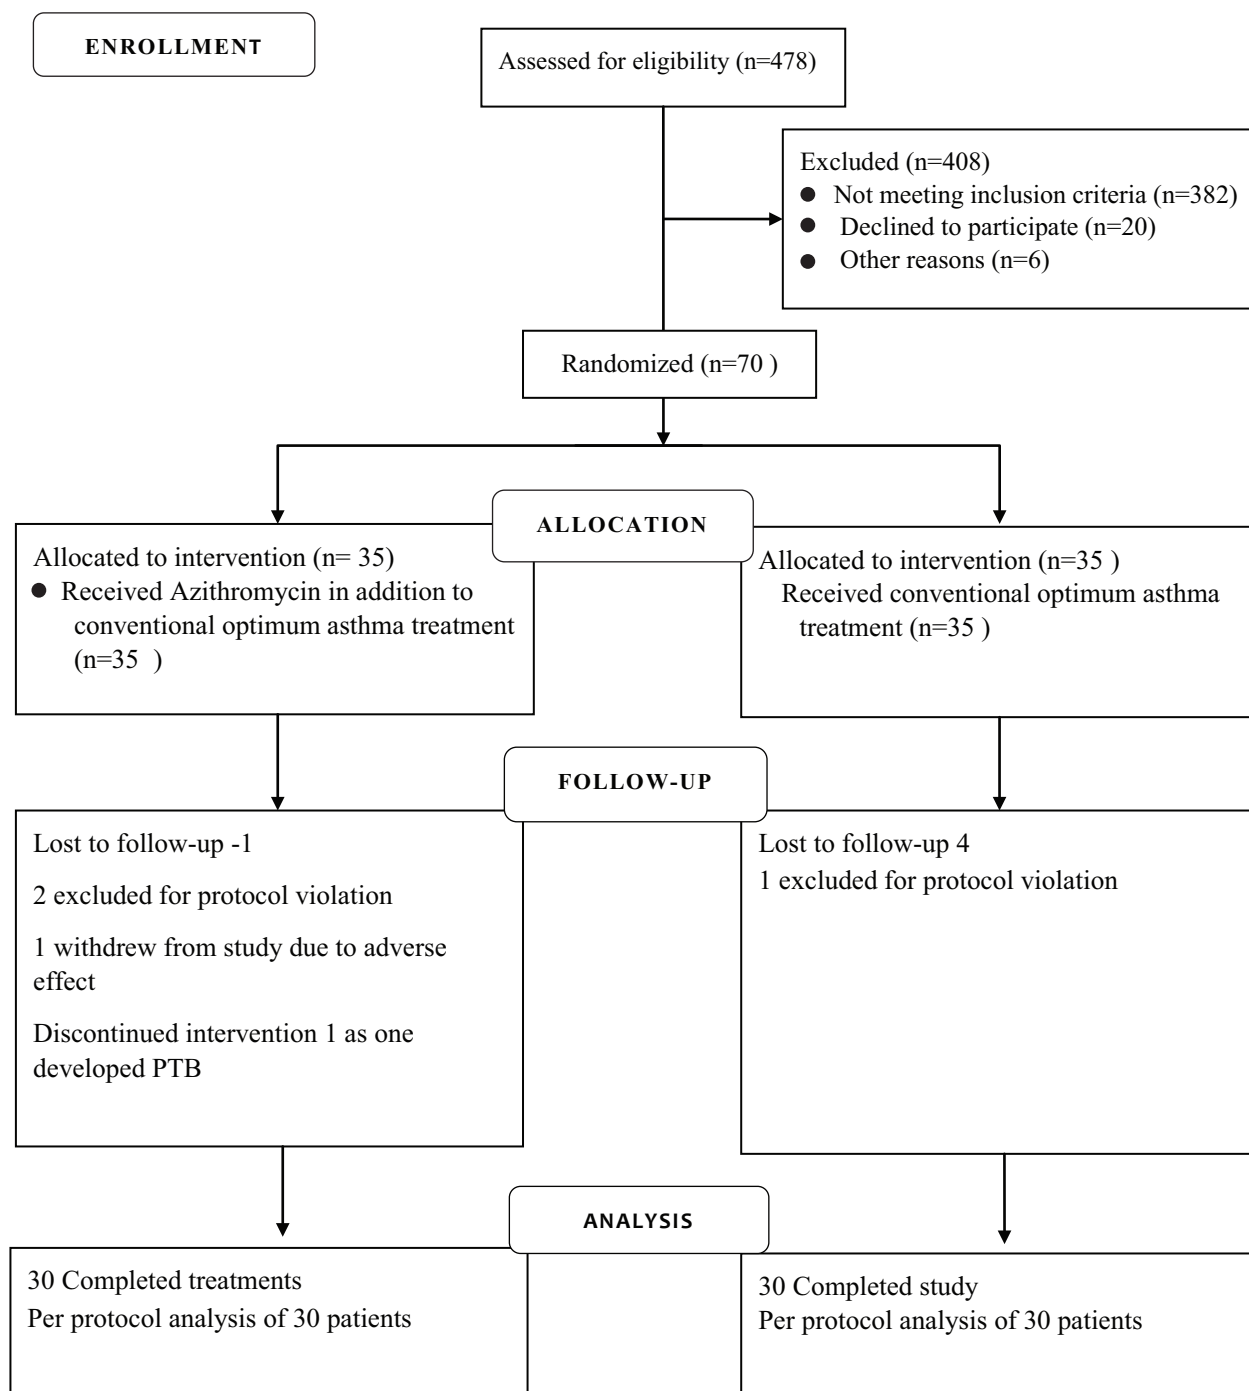 ENROLLMENT
Assessed for eligibility (n=478)
Excluded (n=408)
● Not meeting inclusion criteria (n=382)
● Declined to participate (n=20)
● Other reasons (n=6)
Randomized (n=70 )
ALLOCATION
Allocated to intervention (n= 35)
● Received Azithromycin in addition to
conventional optimum asthma treatment
(n=35 )
Allocated to intervention (n=35 )
Received conventional optimum asthma
treatment (n=35 )
FOLLOW-UP
Lost to follow-up -1
2 excluded for protocol violation
1 withdrew from study due to adverse
effect
Discontinued intervention 1 as one
developed PTB
Lost to follow-up 4
1 excluded for protocol violation
ANALYSIS
30 Completed treatments
Per protocol analysis of 30 patients
30 Completed study
Per protocol analysis of 30 patients